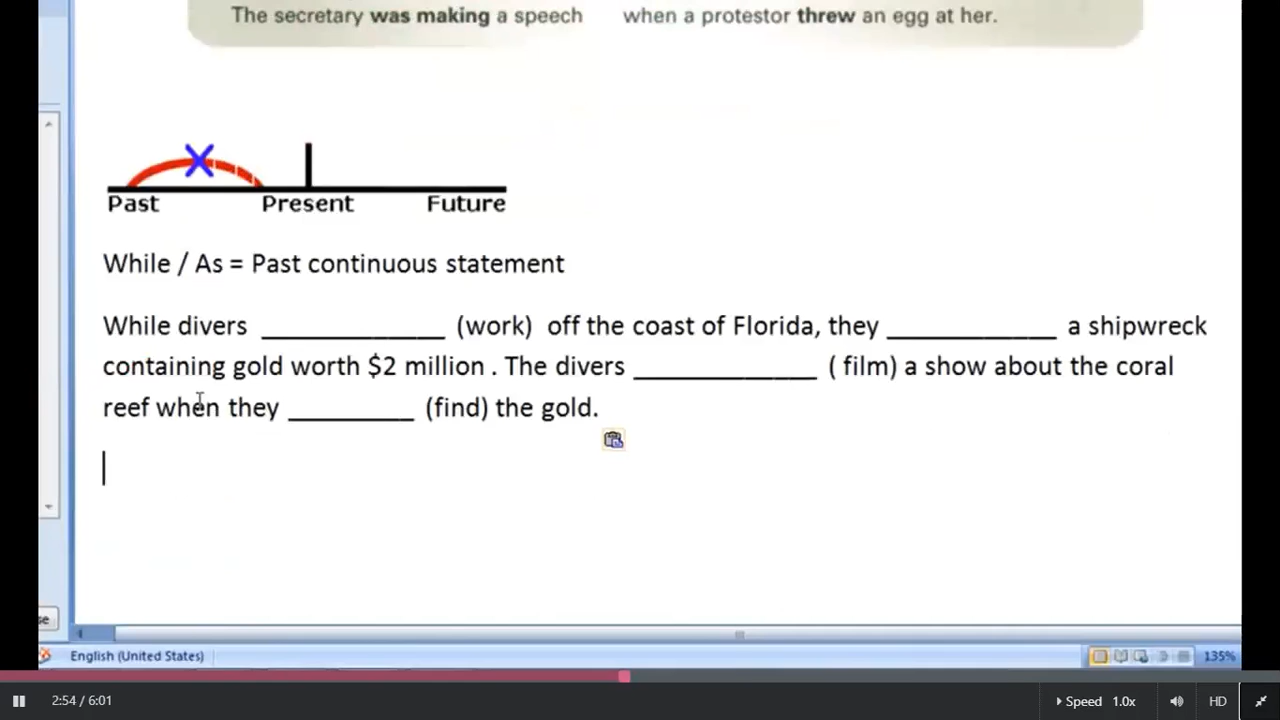 The secretary was making a speech when a protestor threw an egg at her.
Past Present Future
While / As = Past continuous statement
While divers _____________ (work) off the coast of Florida, they ____________ a shipwreck
containing gold worth $2 million . The divers _____________ ( film) a show about the coral
reef when they _________ (find) the gold.
English (United States) 135%
2:54 / 6:01 Speed 1.0x HD